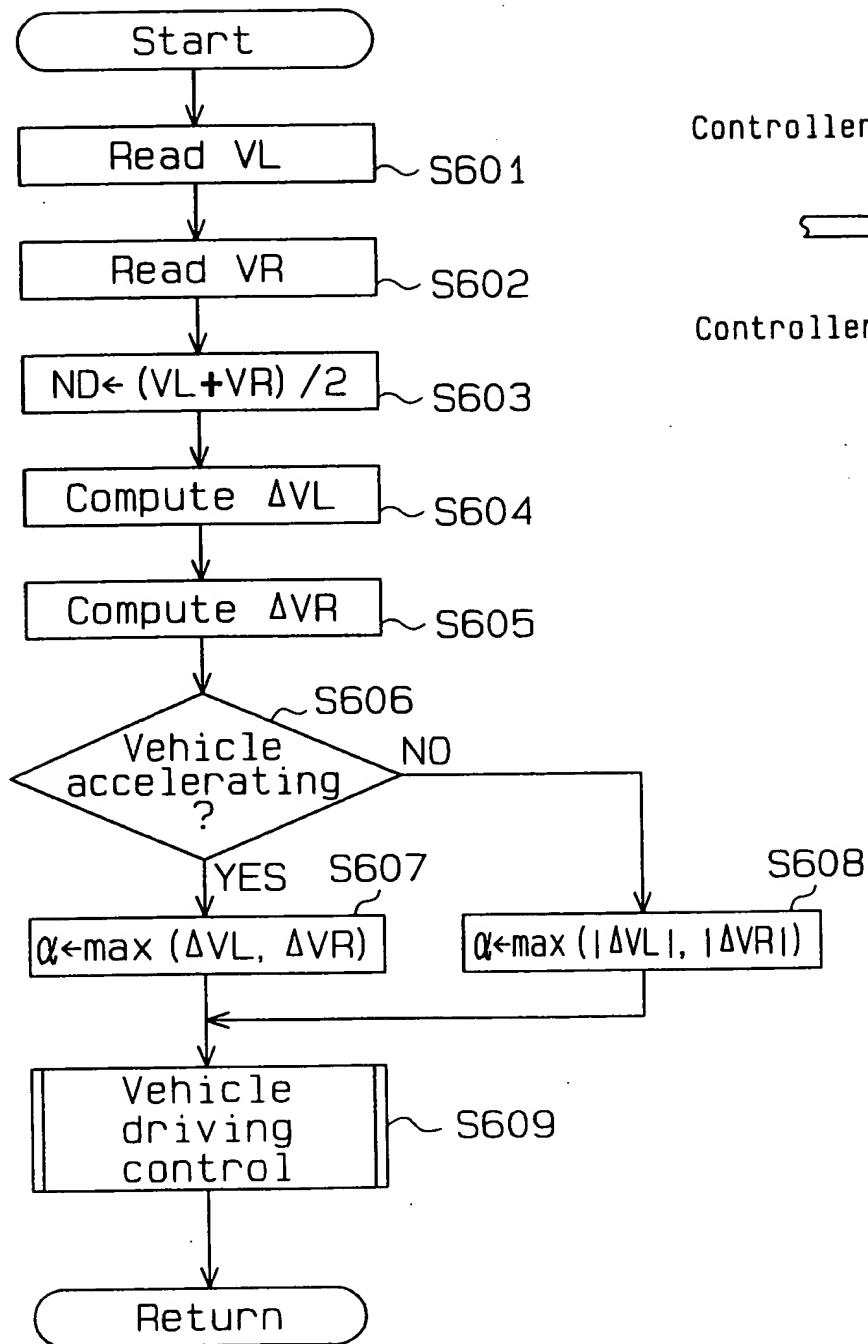 Start
Read VL
S601
Read VR
S602
ND← (VL+VR) /2
S603
Compute ΔVL
S604
Compute ΔVR
S605
S606
Vehicle
accelerating
?
NO
YES
S607
α←max (ΔVL, ΔVR)
S608
α←max (|ΔVL|, |ΔVR|)
Vehicle
driving
control
S609
Return
Controller
Controller